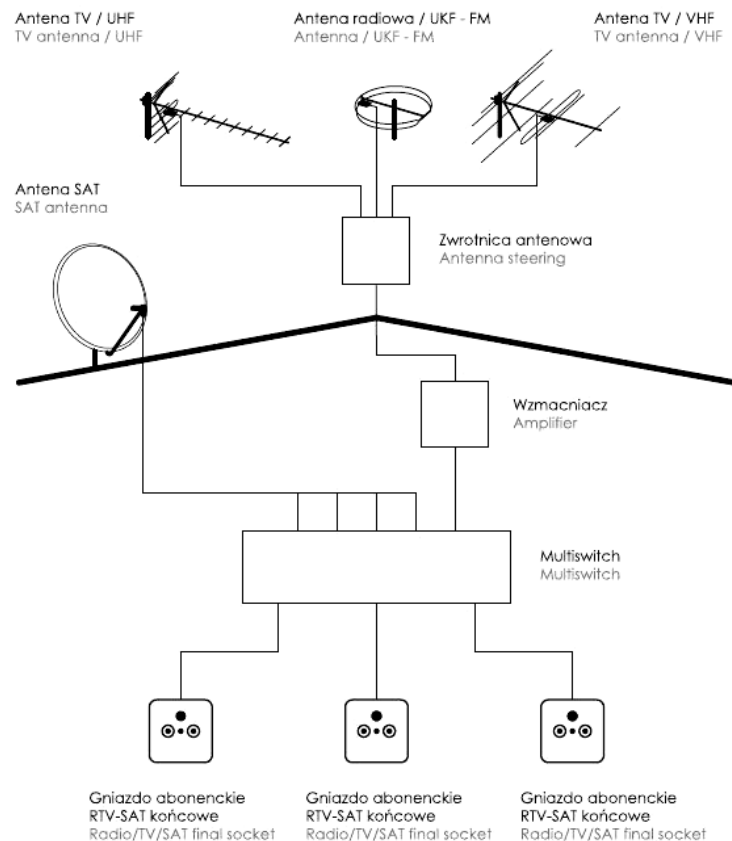 Antena TV / UHF
TV antenna / UHF
Antena radiowa / UKF - FM
Antenna / UKF - FM
Antena TV / VHF
TV antenna / VHF
Antena SAT
SAT antenna
Zwrotnica antenowa
Antenna steering
Wzmacniacz
Amplifier
Multiswitch
Multiswitch
Gniazdo abonenckie
RTV-SAT końcowe
Radio/TV/SAT final socket
Gniazdo abonenckie
RTV-SAT końcowe
Radio/TV/SAT final socket
Gniazdo abonenckie
RTV-SAT końcowe
Radio/TV/SAT final socket